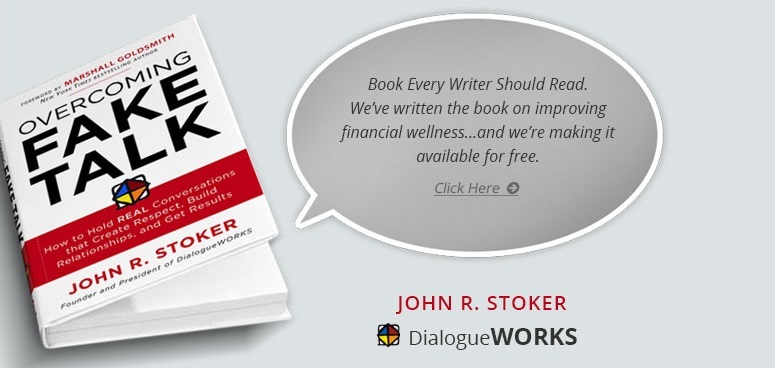 FOREWORD BY MARSHALL GOLDSMITH
New York Times BESTSELLING AUTHOR
OVERCOMING
FAKE
TALK
How to Hold REAL Conversations
that Create Respect, Build
Relationships, and Get Results
JOHN R. STOKER
Founder and President of DialogueWORKS
FAKE TALK
Book Every Writer Should Read.
We've written the book on improving
financial wellness...and we're making it
available for free.
Click Here
JOHN R. STOKER
DialogueWORKS